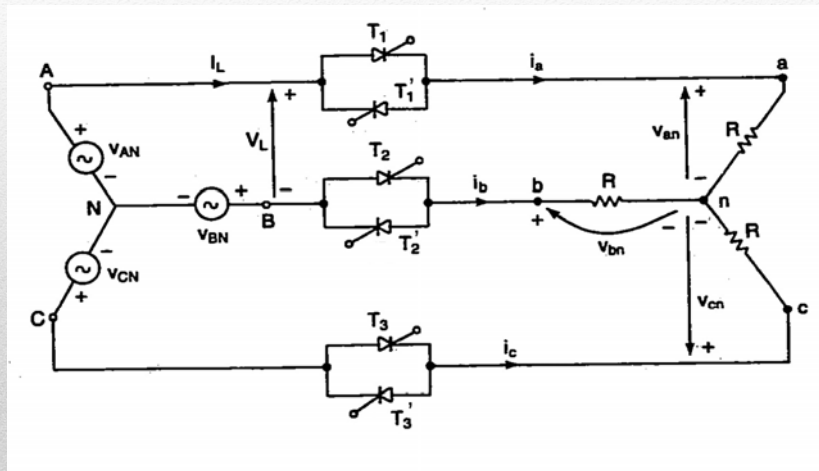 T1
A
IL
ia
a
+
T1'
+
+
VL
van
R
vAN
−
T2
−
N
−
+
−
ib
b
R
n
B
+
−
−
−
vBN
T2'
vbn
R
vCN
+
C
T3
vcn
c
ic
+
T3'